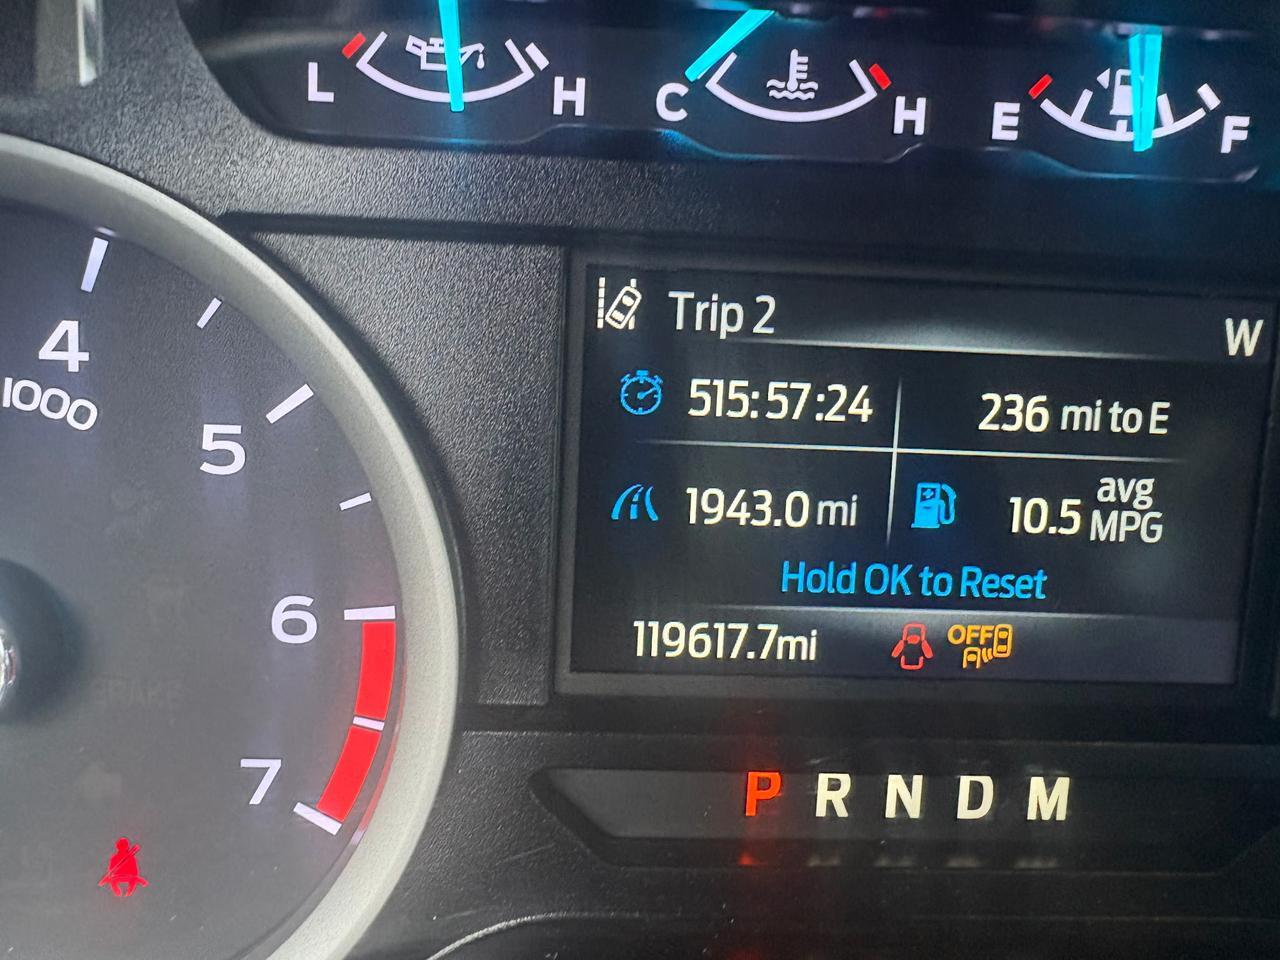 L H C H E F
Trip 2 W
4
1000
515:57:24 236 mi to E
5
1943.0 mi 10.5 avg MPG
Hold OK to Reset
6
119617.7mi OFF
7
P R N D M